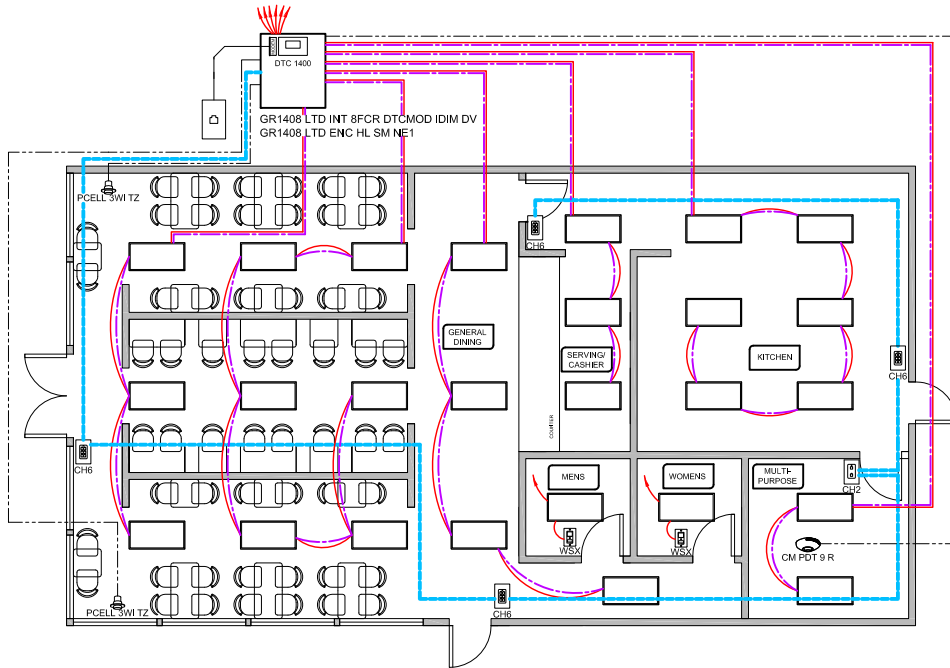 DTC 1400
GR1408 LTD INT 8FCR DTCMOD IDIM DV
GR1408 LTD ENC HL SM NE1
PCELL 3WI TZ
CH6
GENERAL
DINING
SERVING/
CASHIER
KITCHEN
CH6
COUNTER
CH6
MENS
WOMENS
MULTI-
PURPOSE
CH2
WSX
WSX
CM PDT 9 R
PCELL 3WI TZ
CH6